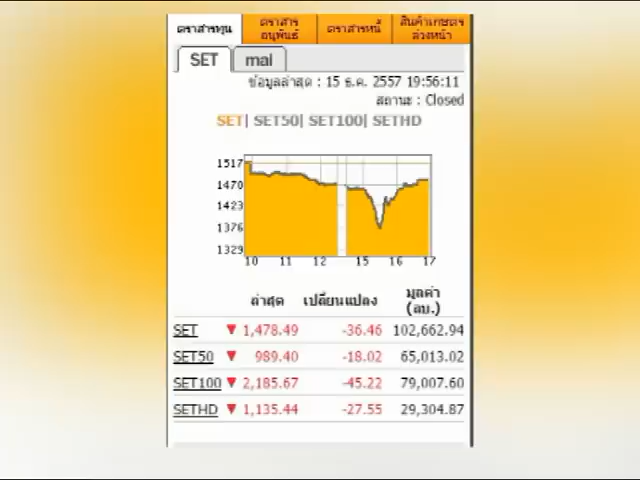 ตราสารทุน ตราสารอนุพันธ์ ตราสารหนี้ สินค้าเกษตรล่วงหน้า
SET mai
ข้อมูลล่าสุด : 15 ธ.ค. 2557 19:56:11
สถานะ : Closed
SET| SET50| SET100| SETHD
1517
1470
1423
1376
1329
10 11 12 15 16 17
ล่าสุด เปลี่ยนแปลง มูลค่า (ลบ.)
SET ▼ 1,478.49 -36.46 102,662.94
SET50 ▼ 989.40 -18.02 65,013.02
SET100 ▼ 2,185.67 -45.22 79,007.60
SETHD ▼ 1,135.44 -27.55 29,304.87